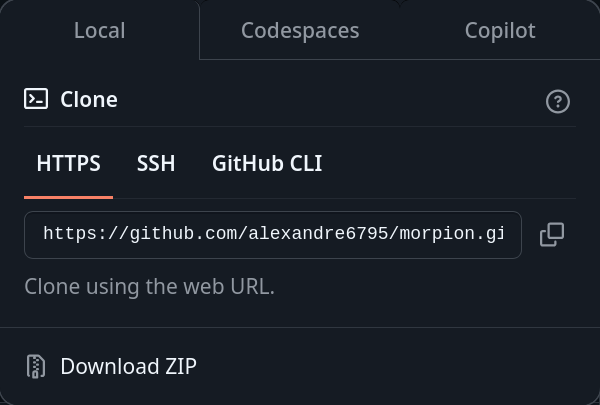 Local Codespaces Copilot
Clone
HTTPS SSH GitHub CLI
https://github.com/alexandre6795/morpion.gi
Clone using the web URL.
Download ZIP